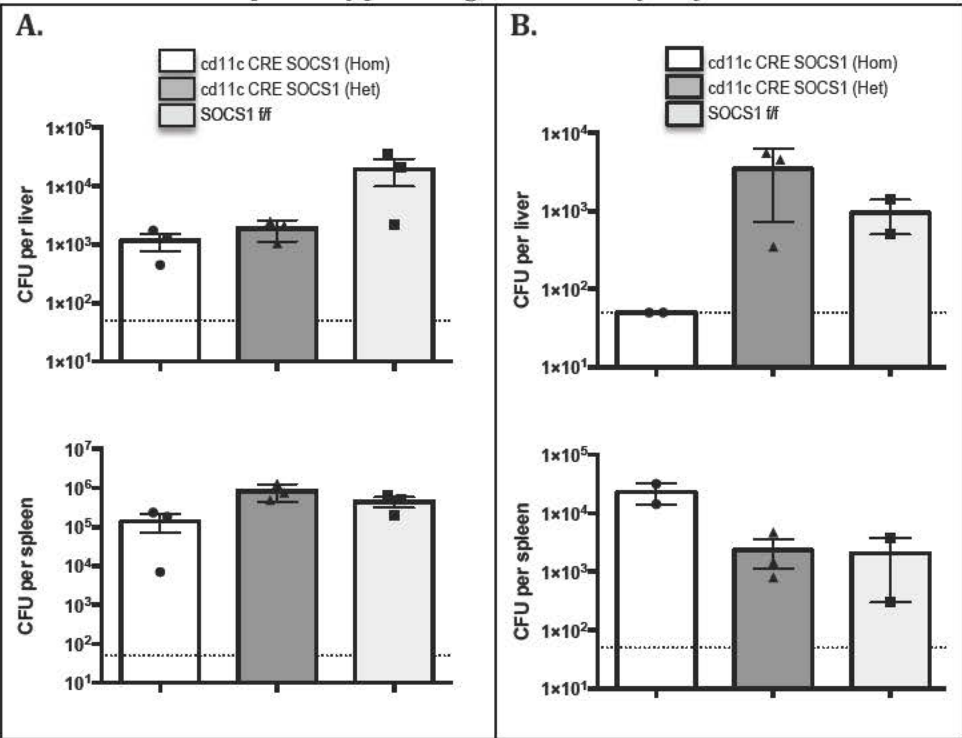 A.
cd11c CRE SOCS1 (Hom)
cd11c CRE SOCS1 (Het)
SOCS1 f/f
CFU per liver
1×10⁵
1×10⁴
1×10³
1×10²
1×10¹
CFU per spleen
10⁷
10⁶
10⁵
10⁴
10³
10²
10¹
B.
cd11c CRE SOCS1 (Hom)
cd11c CRE SOCS1 (Het)
SOCS1 f/f
CFU per liver
1×10⁴
1×10³
1×10²
1×10¹
CFU per spleen
1×10⁵
1×10⁴
1×10³
1×10²
1×10¹